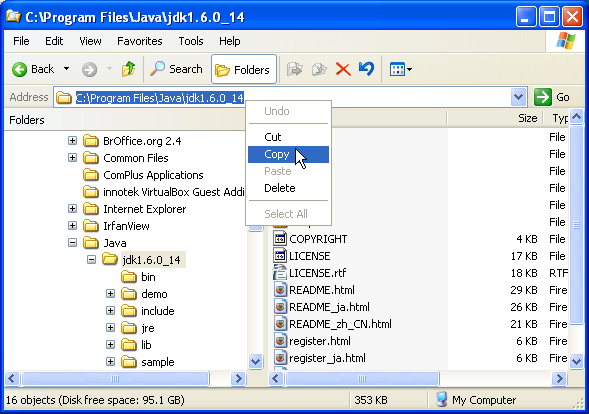 C:\Program Files\Java\jdk1.6.0_14
File Edit View Favorites Tools Help
Back Search Folders
Address C:\Program Files\Java\jdk1.6.0_14 Go
Folders
Size Typ
BrOffice.org 2.4
Common Files
ComPlus Applications
innotek VirtualBox Guest Addi
Internet Explorer
IrfanView
Java
jdk1.6.0_14
bin
demo
include
jre
lib
sample
Undo
Cut
Copy
Paste
Delete
Select All
File
File
File
File
File
File
COPYRIGHT 4 KB File
LICENSE 17 KB File
LICENSE.rtf 18 KB RTF
README.html 29 KB Fire
README_ja.html 26 KB Fire
README_zh_CN.html 21 KB Fire
register.html 6 KB Fire
register_ja.html 6 KB Fire
16 objects (Disk free space: 95.1 GB) 353 KB My Computer